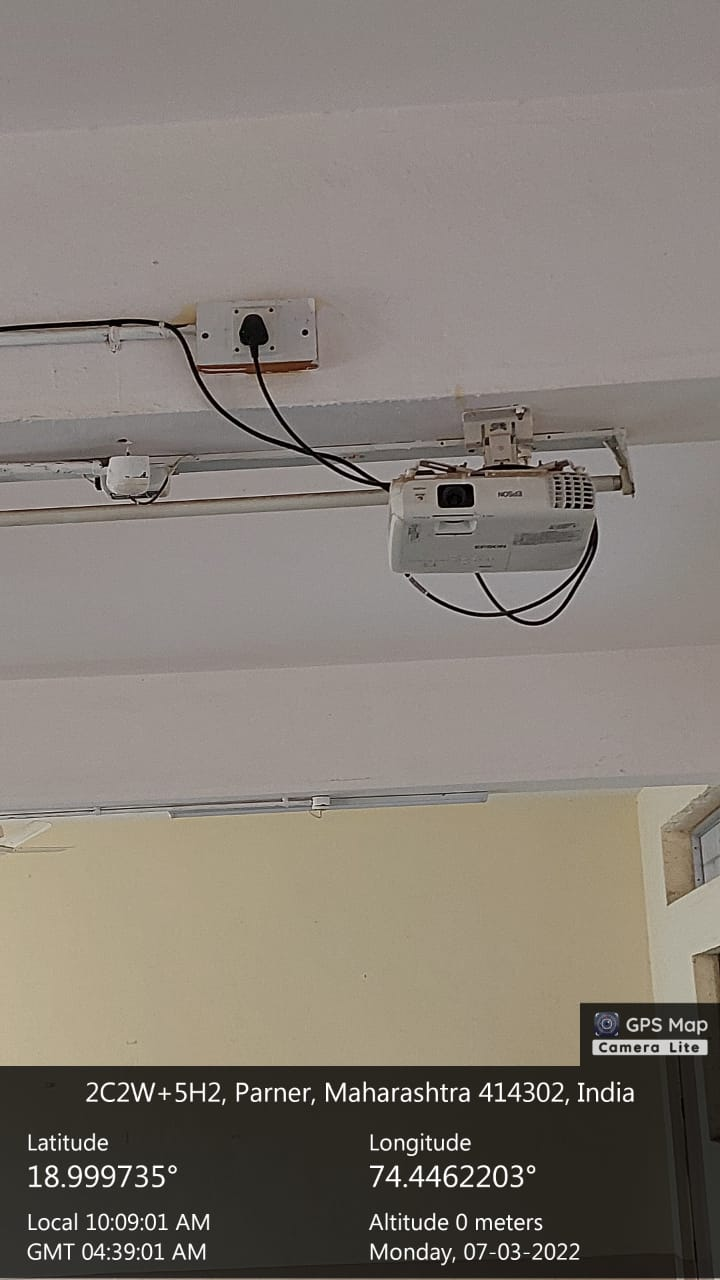 EPSON
EPSON
GPS Map
Camera Lite
2C2W+5H2, Parner, Maharashtra 414302, India
Latitude
18.999735°
Longitude
74.4462203°
Local 10:09:01 AM
GMT 04:39:01 AM
Altitude 0 meters
Monday, 07-03-2022